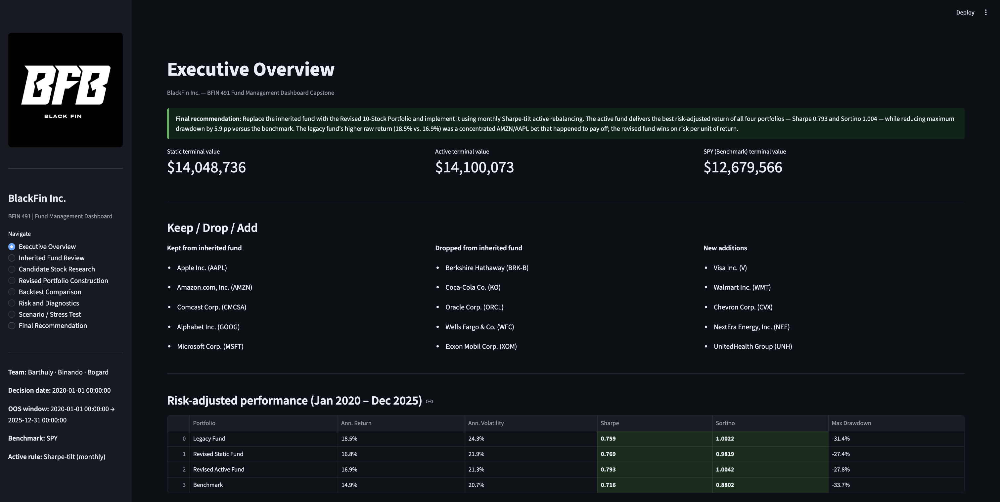 Deploy
BFB
BLACK FIN
BlackFin Inc.
BFIN 491 | Fund Management Dashboard
Navigate
Executive Overview
Inherited Fund Review
Candidate Stock Research
Revised Portfolio Construction
Backtest Comparison
Risk and Diagnostics
Scenario / Stress Test
Final Recommendation
Team: Barthuly · Binando · Bogard
Decision date: 2020-01-01 00:00:00
OOS window: 2020-01-01 00:00:00 →
2025-12-31 00:00:00
Benchmark: SPY
Active rule: Sharpe-tilt (monthly)
Executive Overview
BlackFin Inc. — BFIN 491 Fund Management Dashboard Capstone
Final recommendation: Replace the inherited fund with the Revised 10-Stock Portfolio and implement it using monthly Sharpe-tilt active rebalancing. The active fund delivers the best risk-adjusted return of all four portfolios — Sharpe 0.793 and Sortino 1.004 — while reducing maximum
drawdown by 5.9 pp versus the benchmark. The legacy fund's higher raw return (18.5% vs. 16.9%) was a concentrated AMZN/AAPL bet that happened to pay off; the revised fund wins on risk per unit of return.
Static terminal value
$14,048,736
Active terminal value
$14,100,073
SPY (Benchmark) terminal value
$12,679,566
Keep / Drop / Add
Kept from inherited fund
• Apple Inc. (AAPL)
• Amazon.com, Inc. (AMZN)
• Comcast Corp. (CMCSA)
• Alphabet Inc. (GOOG)
• Microsoft Corp. (MSFT)
Dropped from inherited fund
• Berkshire Hathaway (BRK-B)
• Coca-Cola Co. (KO)
• Oracle Corp. (ORCL)
• Wells Fargo & Co. (WFC)
• Exxon Mobil Corp. (XOM)
New additions
• Visa Inc. (V)
• Walmart Inc. (WMT)
• Chevron Corp. (CVX)
• NextEra Energy, Inc. (NEE)
• UnitedHealth Group (UNH)
Risk-adjusted performance (Jan 2020 – Dec 2025)
Portfolio Ann. Return Ann. Volatility Sharpe Sortino Max Drawdown
0 Legacy Fund 18.5% 24.3% 0.759 1.0022 -31.4%
1 Revised Static Fund 16.8% 21.9% 0.769 0.9819 -27.4%
2 Revised Active Fund 16.9% 21.3% 0.793 1.0042 -27.8%
3 Benchmark 14.9% 20.7% 0.716 0.8802 -33.7%